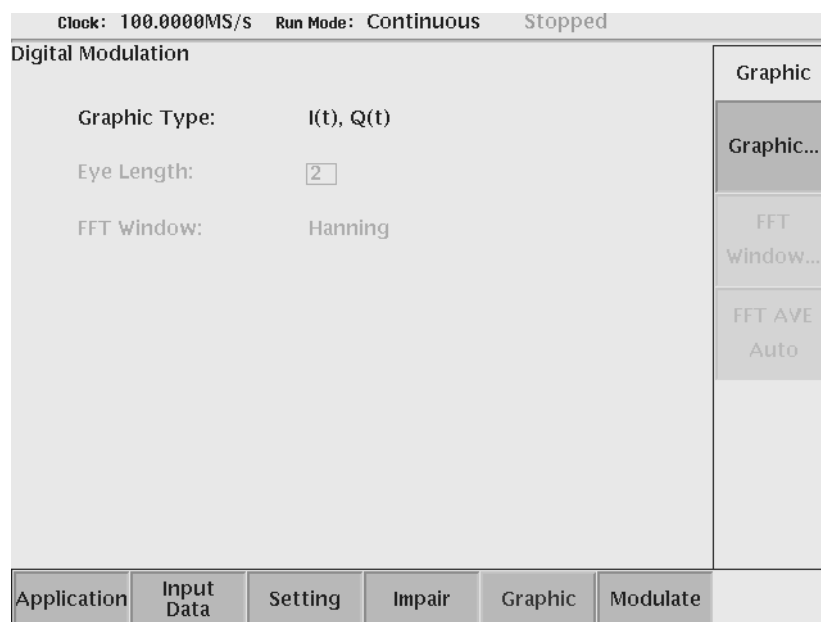 Clock: 100.0000MS/s Run Mode: Continuous Stopped
Digital Modulation
Graphic Type: I(t), Q(t)
Eye Length: 2
FFT Window: Hanning
Graphic
Graphic...
FFT
Window...
FFT AVE
Auto
Application Input Data Setting Impair Graphic Modulate